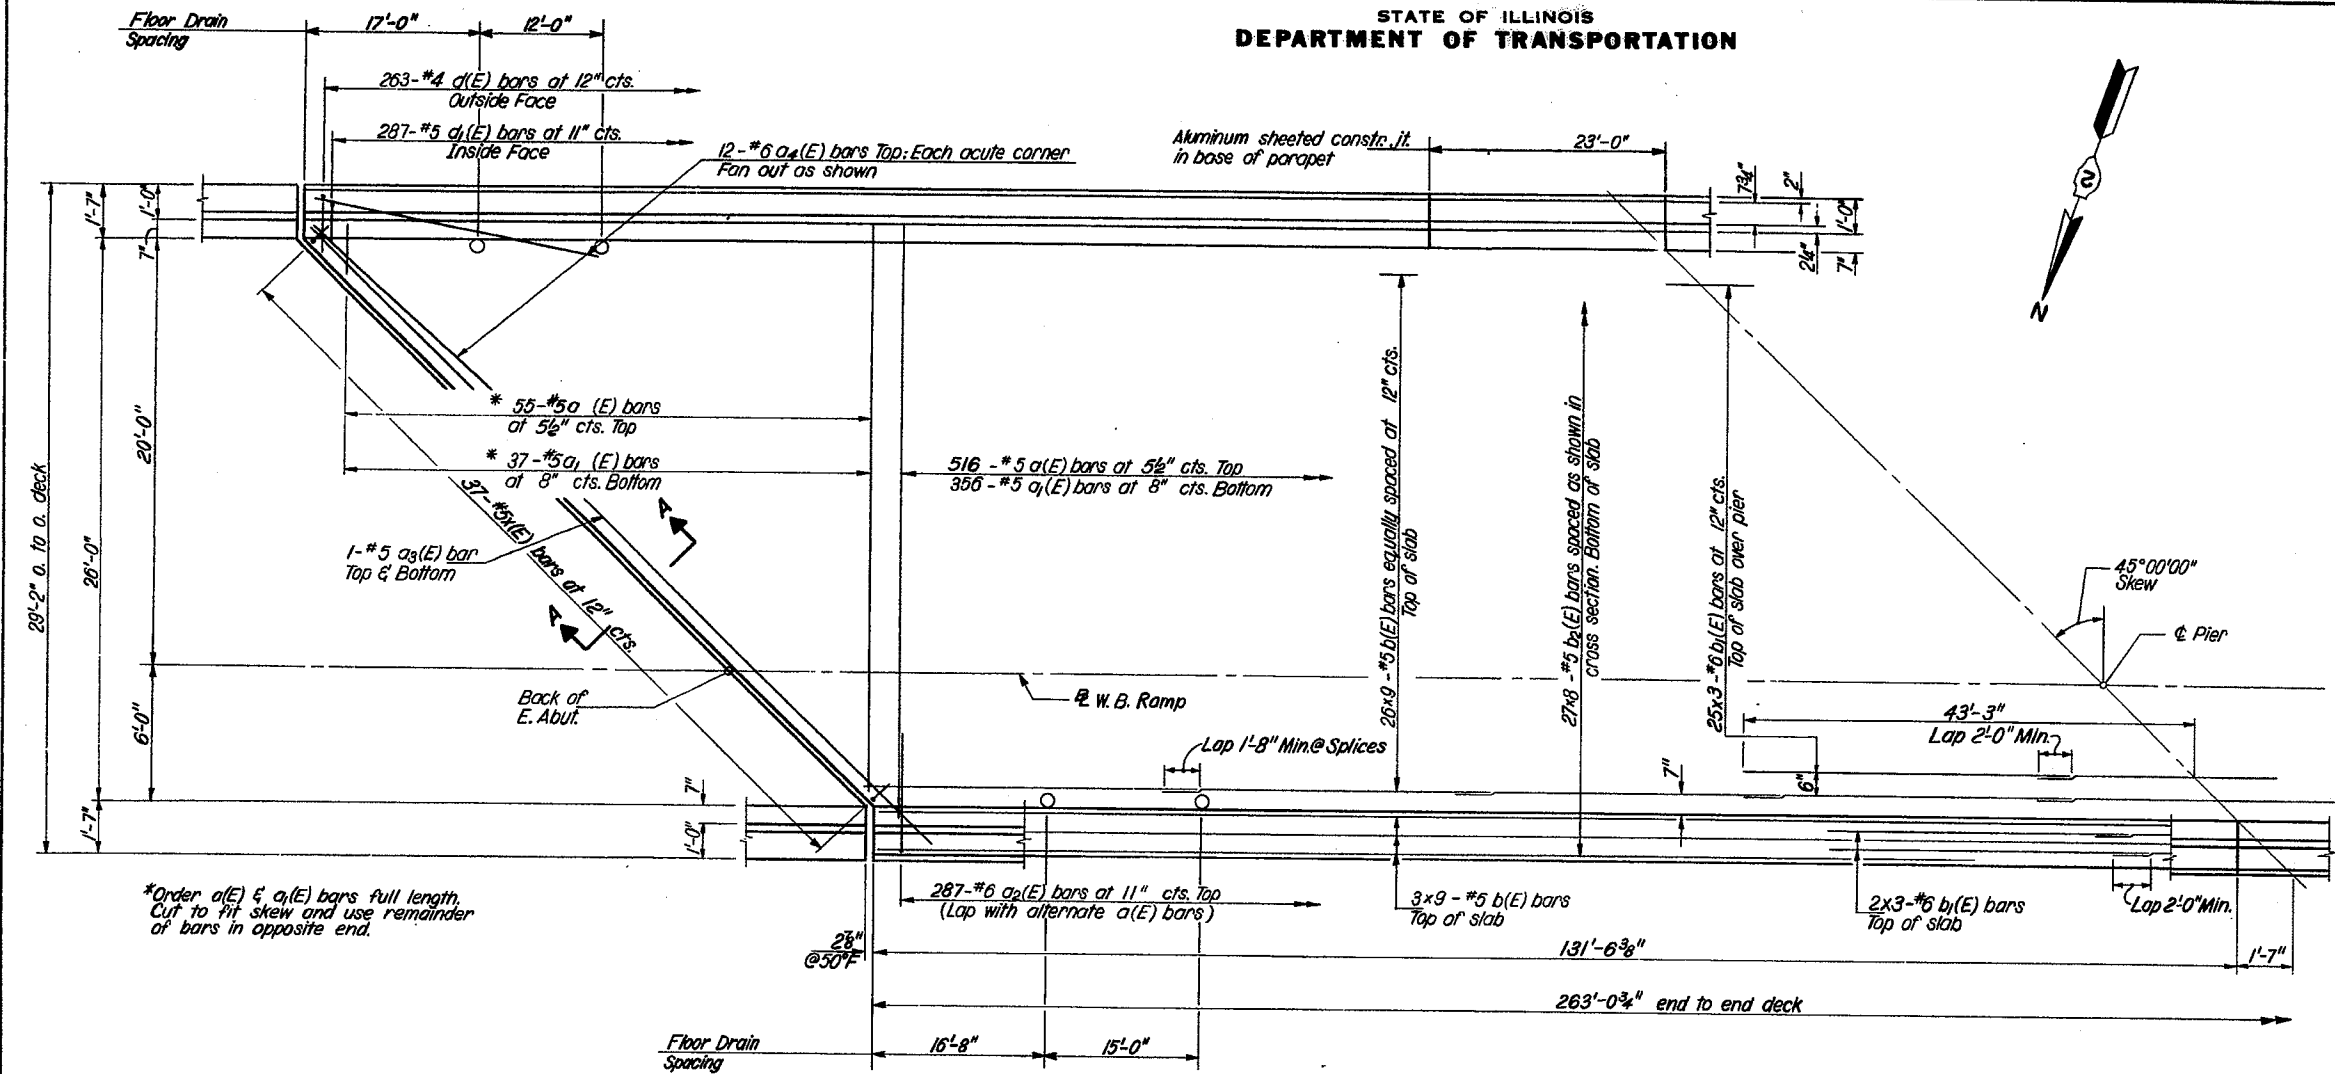 STATE OF ILLINOIS
DEPARTMENT OF TRANSPORTATION
Floor Drain
Spacing
17'-0"
12'-0"
263-#4 d(E) bars at 12" cts.
Outside Face
287-#5 d₁(E) bars at 11" cts.
Inside Face
12-#6 a₄(E) bars Top: Each acute corner
Fan out as shown
Aluminum sheeted constr. jt.
in base of parapet
23'-0"
7¾"
2"
1'-0"
2¼"
7"
N
1'-7"
1'-0"
7"
29'-2" o. to o. deck
26'-0"
20'-0"
6'-0"
1'-7"
* 55-#5a (E) bars
at 5½" cts. Top
* 37-#5a₁ (E) bars
at 8" cts. Bottom
516 - #5 a(E) bars at 5½" cts. Top
356 - #5 a₁(E) bars at 8" cts. Bottom
37-#5x(E) bars at 12" cts.
A
A
1-#5 a₃(E) bar
Top & Bottom
Back of
E. Abut.
℄ W. B. Ramp
26x9 - #5 b(E) bars equally spaced at 12" cts.
Top of slab
27x8 - #5 b₂(E) bars spaced as shown in
cross section. Bottom of slab
25x3 - #6 b₁(E) bars at 12" cts.
Top of slab over pier
45°00'00"
Skew
℄ Pier
43'-3"
Lap 2'-0" Min.
Lap 1'-8" Min.@ Splices
7"
6"
7"
1'-0"
*Order a(E) & a₁(E) bars full length.
Cut to fit skew and use remainder
of bars in opposite end.
287-#6 a₂(E) bars at 11" cts. Top
(Lap with alternate a(E) bars)
3x9 - #5 b(E) bars
Top of slab
2x3-#6 b₁(E) bars
Top of slab
Lap 2'-0" Min.
2⅞"
@50°F
131'-6⅜"
1'-7"
263'-0¾" end to end deck
Floor Drain
Spacing
16'-8"
15'-0"